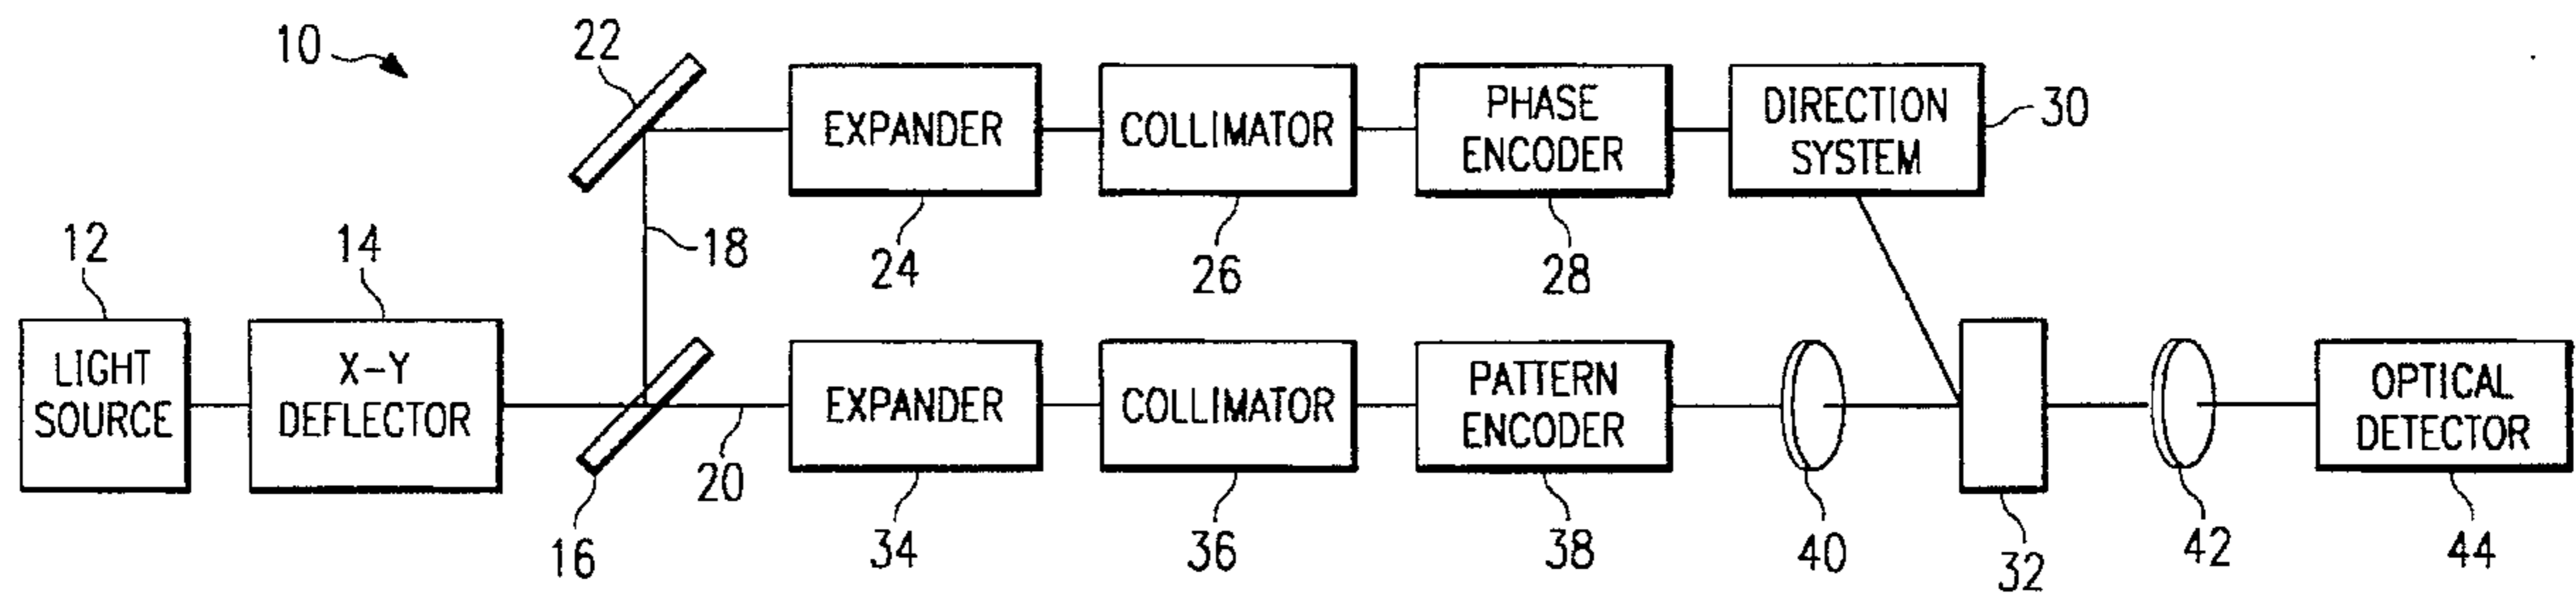 10
22
EXPANDER
COLLIMATOR
PHASE
ENCODER
DIRECTION
SYSTEM
30
18
24
26
28
12
14
LIGHT
SOURCE
X-Y
DEFLECTOR
EXPANDER
COLLIMATOR
PATTERN
ENCODER
OPTICAL
DETECTOR
16
20
34
36
38
40
32
42
44